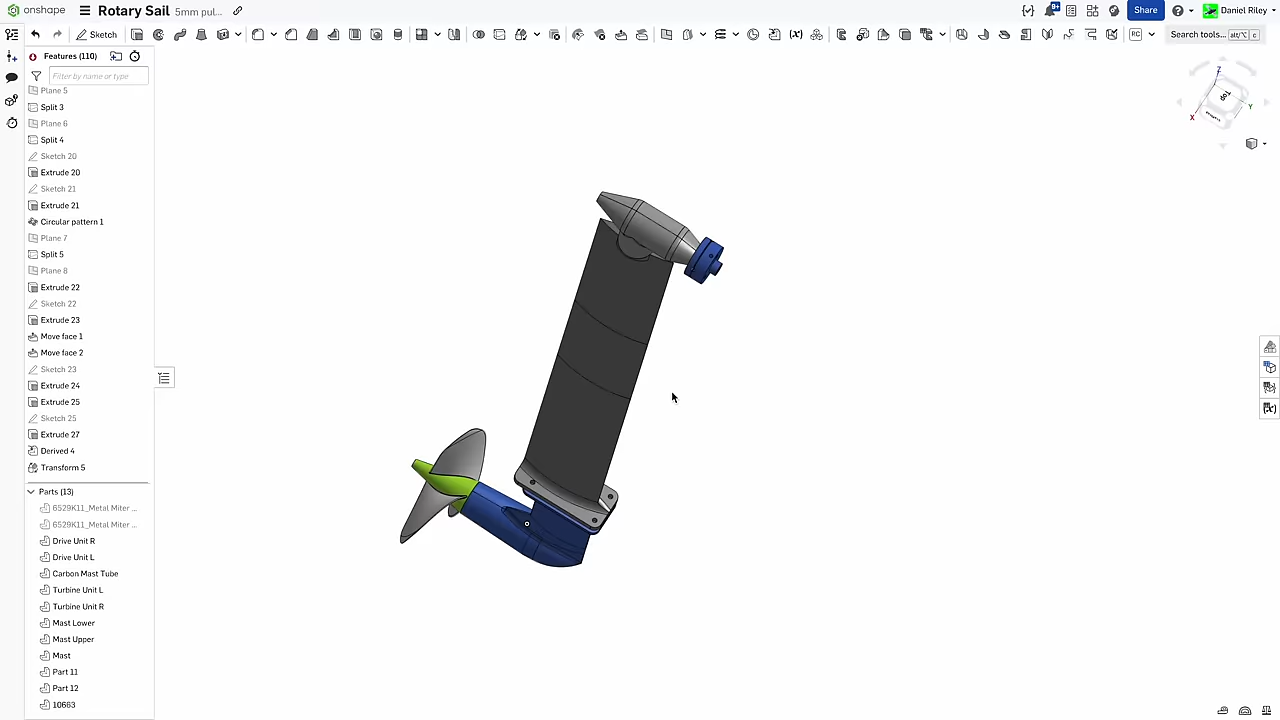 onshape Rotary Sail 5mm pul... Share Daniel Riley
Sketch Search tools... alt/⌥ c
Features (110)
Filter by name or type
Plane 5
Split 3
Plane 6
Split 4
Sketch 20
Extrude 20
Sketch 21
Extrude 21
Circular pattern 1
Plane 7
Split 5
Plane 8
Extrude 22
Sketch 22
Extrude 23
Move face 1
Move face 2
Sketch 23
Extrude 24
Extrude 25
Sketch 25
Extrude 27
Derived 4
Transform 5
Parts (13)
6529K11_Metal Miter ...
6529K11_Metal Miter ...
Drive Unit R
Drive Unit L
Carbon Mast Tube
Turbine Unit L
Turbine Unit R
Mast Lower
Mast Upper
Mast
Part 11
Part 12
10663
Z
Top
Y
X